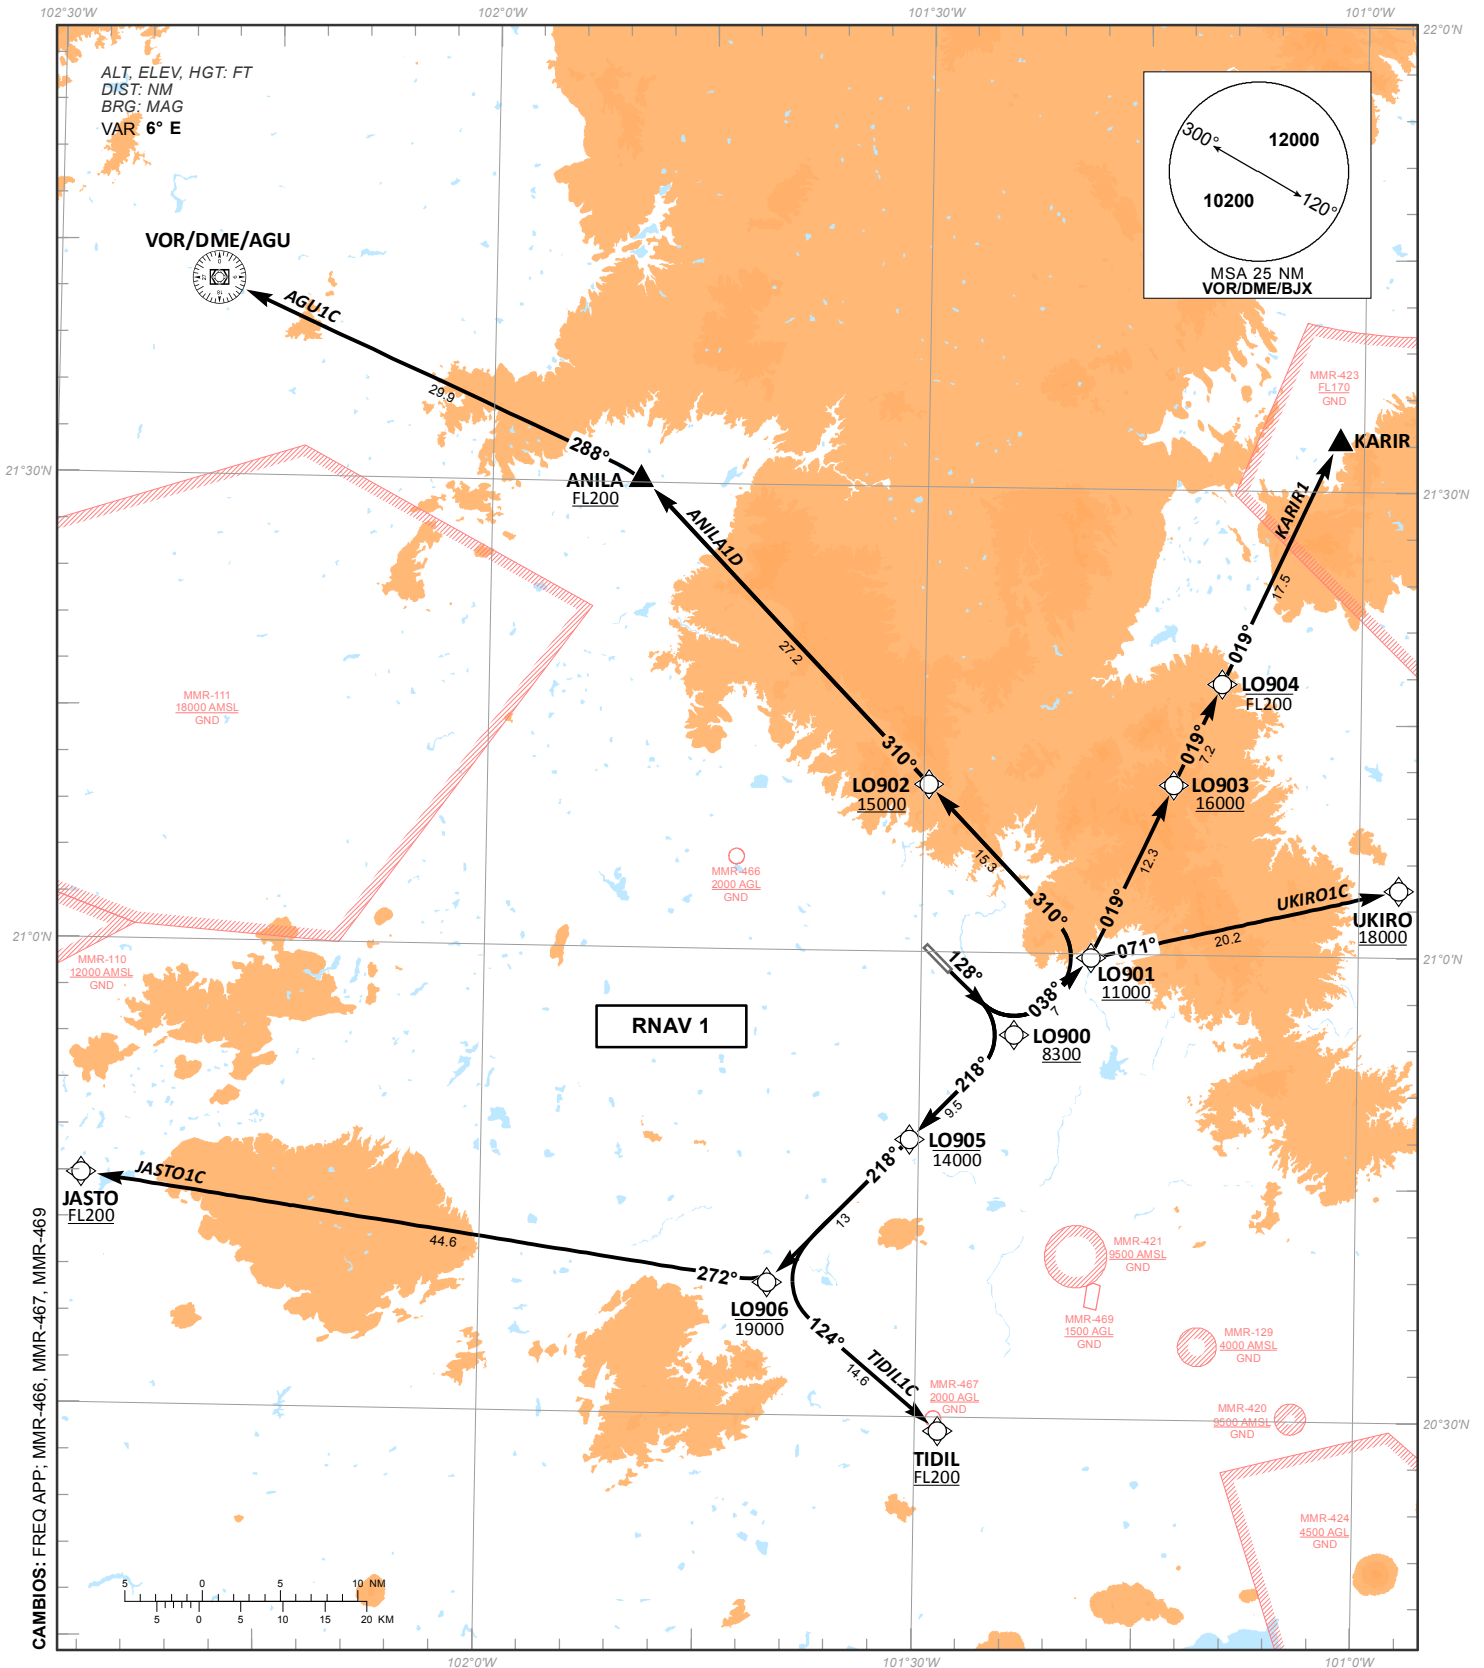 102°30'W
102°0'W
101°30'W
101°0'W
22°0'N
ALT, ELEV, HGT: FT
DIST: NM
BRG: MAG
VAR 6° E
300°
12000
10200
120°
MSA 25 NM
VOR/DME/BJX
VOR/DME/AGU
AGU1C
29.9
288°
ANILA
FL200
ANILA1D
27.2
310°
LO902
15000
15.3
310°
MMR-423
FL170
GND
KARIR
KARIR1
17.5
019°
LO904
FL200
019°
7.2
LO903
16000
12.3
019°
21°30'N
21°30'N
MMR-111
18000 AMSL
GND
MMR-466
2000 AGL
GND
UKIRO1C
20.2
071°
UKIRO
18000
LO901
11000
21°0'N
21°0'N
MMR-110
12000 AMSL
GND
128°
038°
7
LO900
8300
RNAV 1
218°
9.5
LO905
14000
218°
13
JASTO1C
JASTO
FL200
44.6
272°
LO906
19000
124°
14.6
TIDIL1C
TIDIL
FL200
MMR-421
9500 AMSL
GND
MMR-469
1500 AGL
GND
MMR-129
4000 AMSL
GND
MMR-467
2000 AGL
GND
MMR-420
9500 AMSL
GND
20°30'N
MMR-424
4500 AGL
GND
5 0 5 10 NM
5 0 5 10 15 20 KM
CAMBIOS: FREQ APP; MMR-466, MMR-467, MMR-469
102°0'W
101°30'W
101°0'W